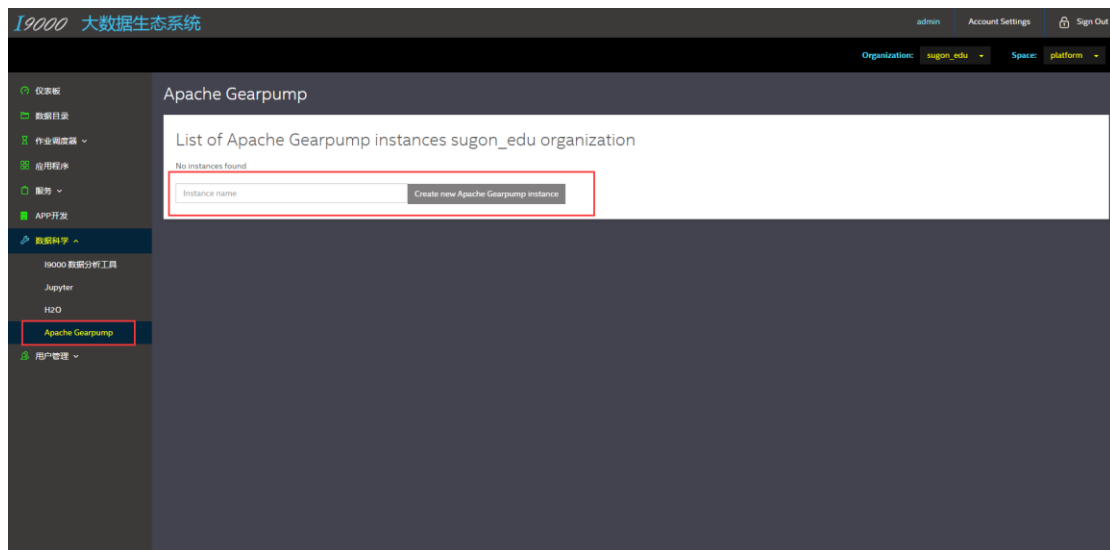 I9000 大数据生态系统
admin Account Settings Sign Out
Organization: sugon_edu Space: platform
仪表板
数据目录
作业调度器
应用程序
服务
APP开发
数据科学
I9000 数据分析工具
Jupyter
H2O
Apache Gearpump
用户管理
Apache Gearpump
List of Apache Gearpump instances sugon_edu organization
No instances found
Instance name Create new Apache Gearpump instance